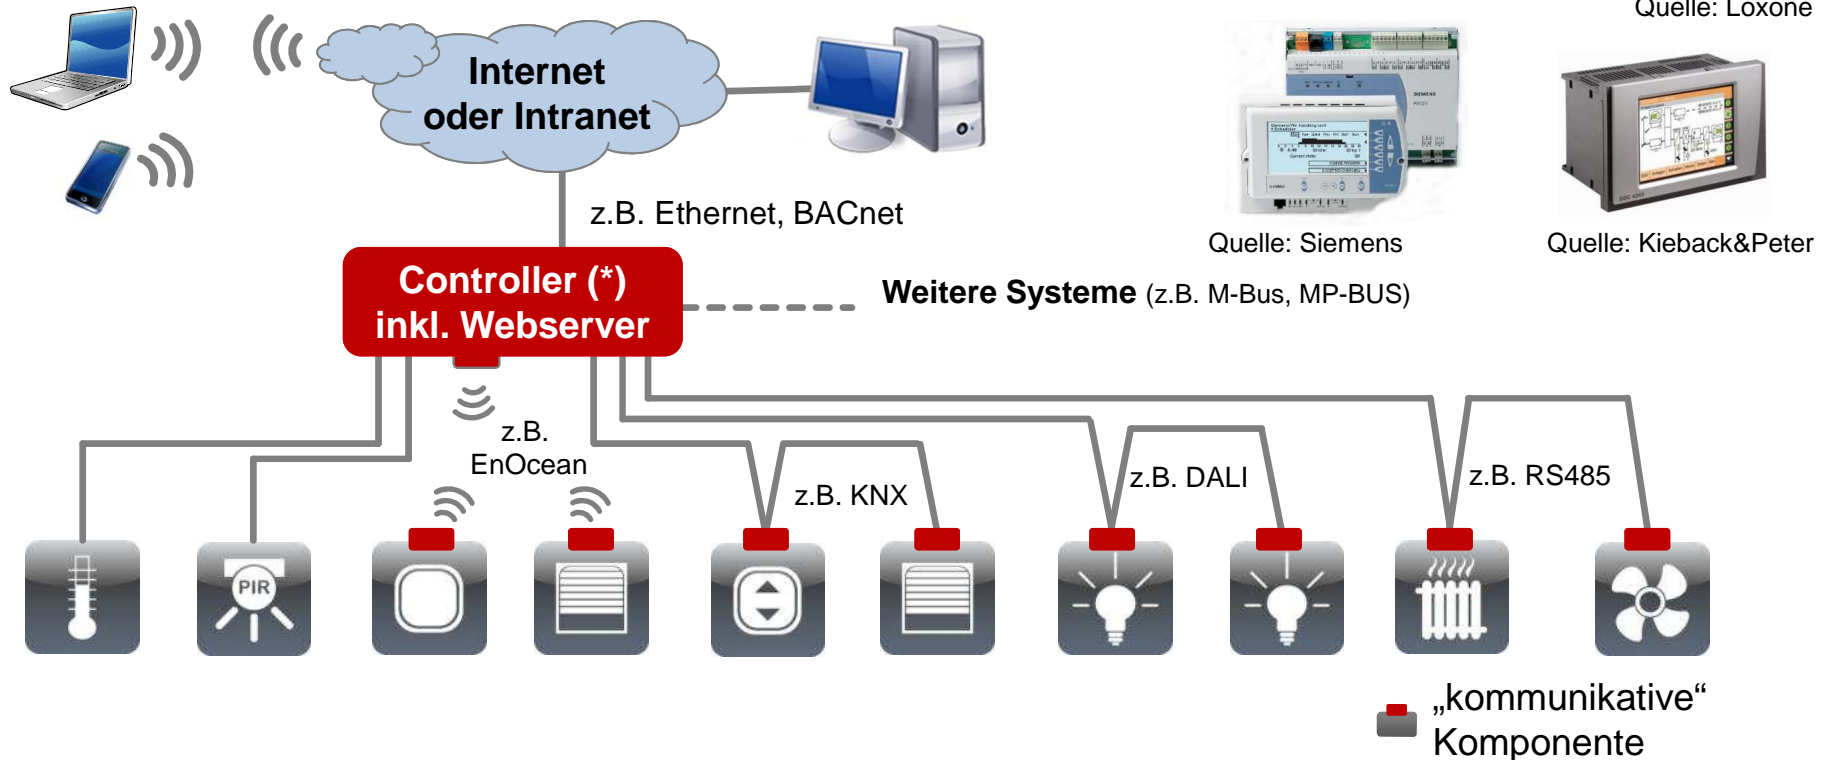 Quelle: Loxone
Internet
oder Intranet
z.B. Ethernet, BACnet
SIEMENS
Quelle: Siemens
Quelle: Kieback&Peter
Controller (*)
inkl. Webserver
Weitere Systeme (z.B. M-Bus, MP-BUS)
z.B.
EnOcean
z.B. KNX
z.B. DALI
z.B. RS485
PIR
„kommunikative“
Komponente